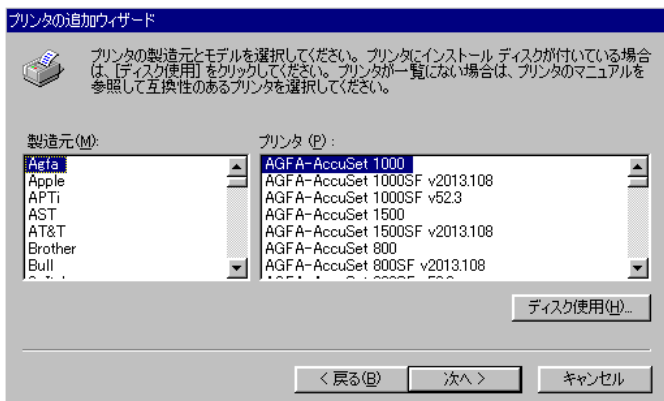 プリンタの追加ウィザード
プリンタの製造元とモデルを選択してください。プリンタにインストール ディスクが付いている場合
は、[ディスク使用] をクリックしてください。プリンタが一覧にない場合は、プリンタのマニュアルを
参照して互換性のあるプリンタを選択してください。
製造元(M):
Agfa
Apple
APTi
AST
AT&T
Brother
Bull
プリンタ (P) :
AGFA-AccuSet 1000
AGFA-AccuSet 1000SF v2013.108
AGFA-AccuSet 1000SF v52.3
AGFA-AccuSet 1500
AGFA-AccuSet 1500SF v2013.108
AGFA-AccuSet 800
AGFA-AccuSet 800SF v2013.108
ディスク使用(H)...
< 戻る(B)
次へ >
キャンセル